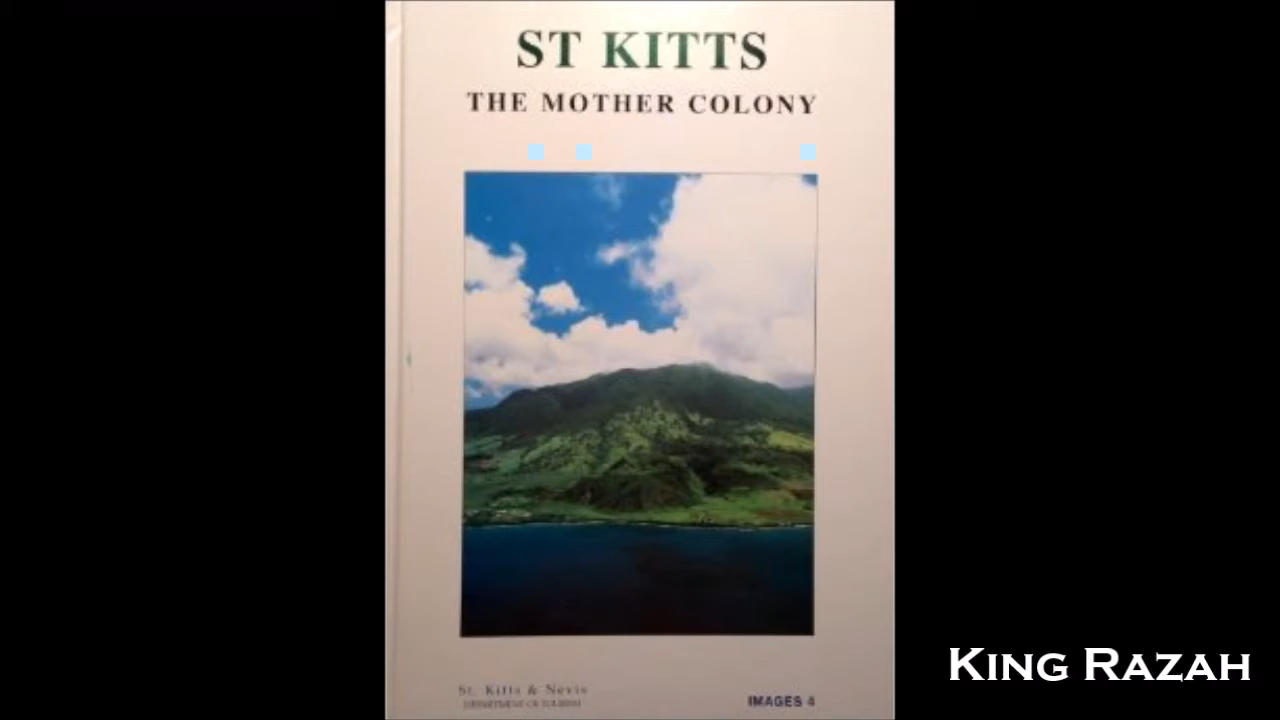 ST KITTS
THE MOTHER COLONY
St. Kitts & Nevis
DEPARTMENT OF TOURISM
IMAGES 4
KING RAZAH